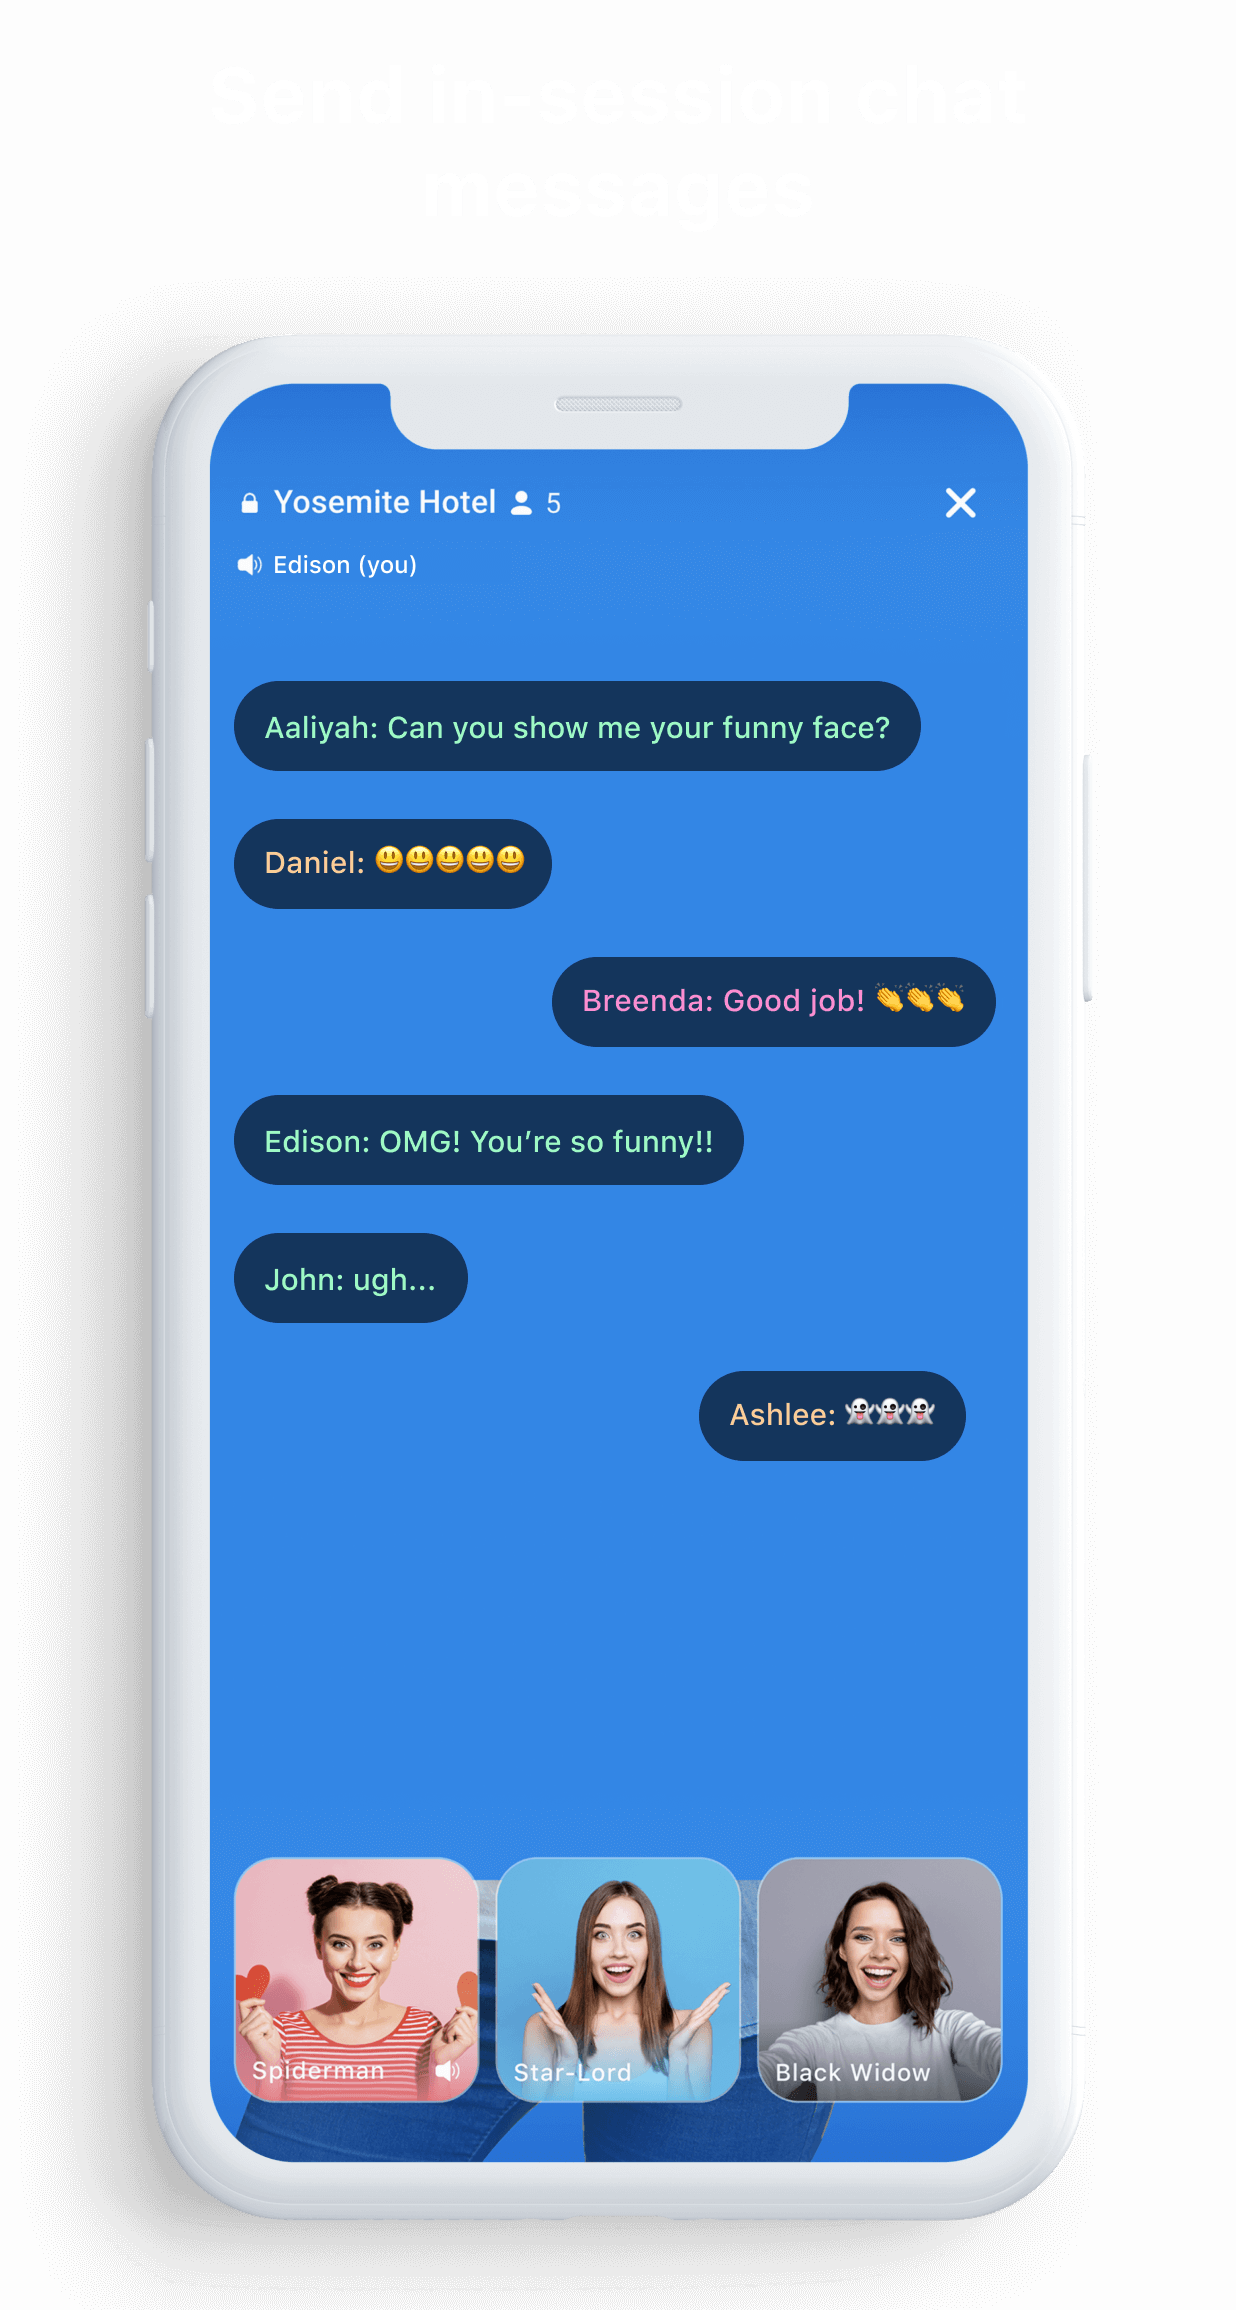 Send in-session chat
messages
Yosemite Hotel 5
Edison (you)
Aaliyah: Can you show me your funny face?
Daniel: 😃😃😃😃😃
Breenda: Good job! 👏👏👏
Edison: OMG! You’re so funny!!
John: ugh...
Ashlee: 👻👻👻
Spiderman
Star-Lord
Black Widow